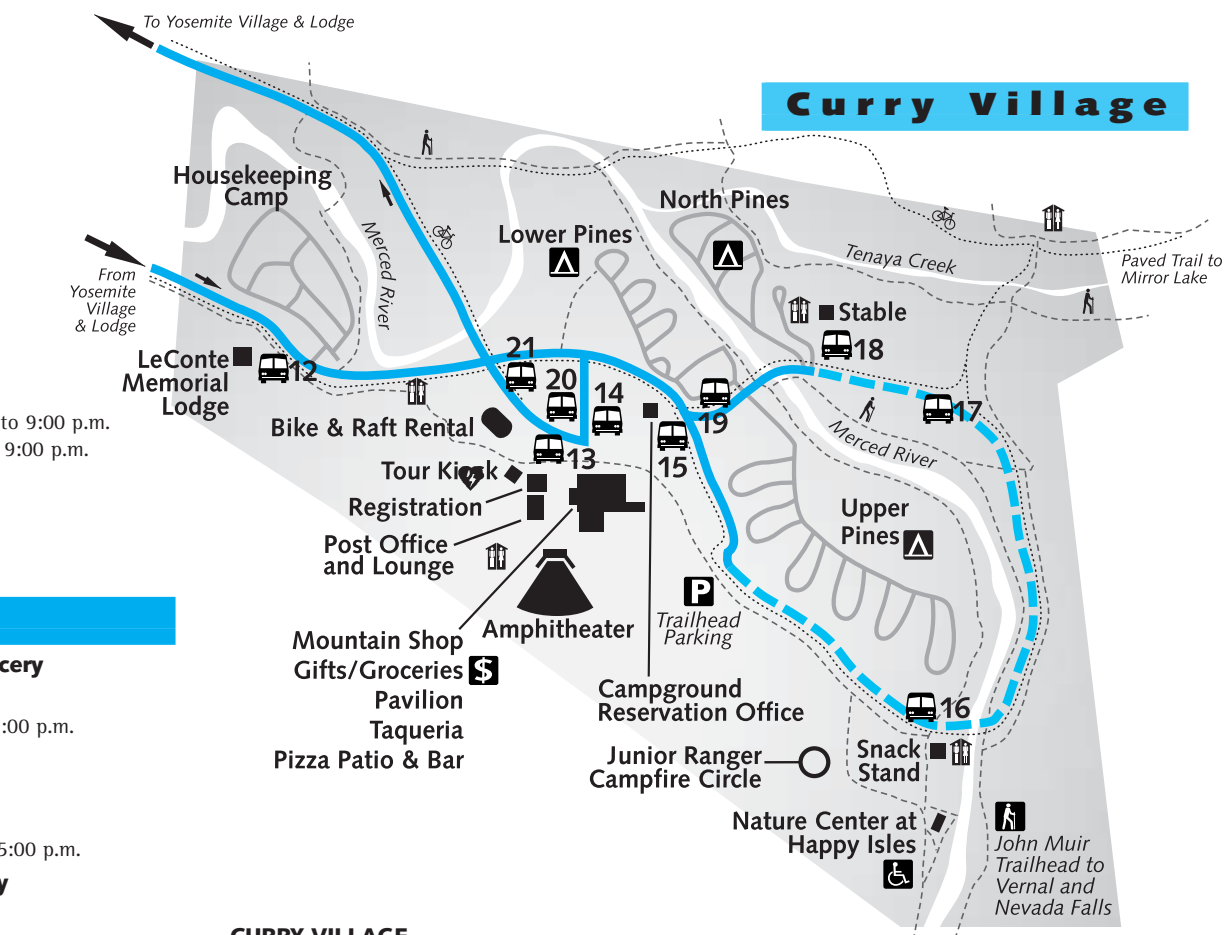 To Yosemite Village & Lodge
Curry Village
Housekeeping
Camp
North Pines
Lower Pines
Merced River
Tenaya Creek
Paved Trail to
Mirror Lake
From
Yosemite
Village
& Lodge
Stable
18
LeConte
Memorial
Lodge
12
21
20
14
19
17
to 9:00 p.m.
9:00 p.m.
Bike & Raft Rental
13
15
Merced River
Tour Kiosk
Registration
Post Office
and Lounge
Upper
Pines
P
Trailhead
Parking
Amphitheater
Mountain Shop
Gifts/Groceries
$
Pavilion
Taqueria
Pizza Patio & Bar
cery
:00 p.m.
Campground
Reservation Office
16
Junior Ranger
Campfire Circle
Snack
Stand
Nature Center at
Happy Isles
John Muir
Trailhead to
Vernal and
Nevada Falls
5:00 p.m.
y
CURRY VILLAGE